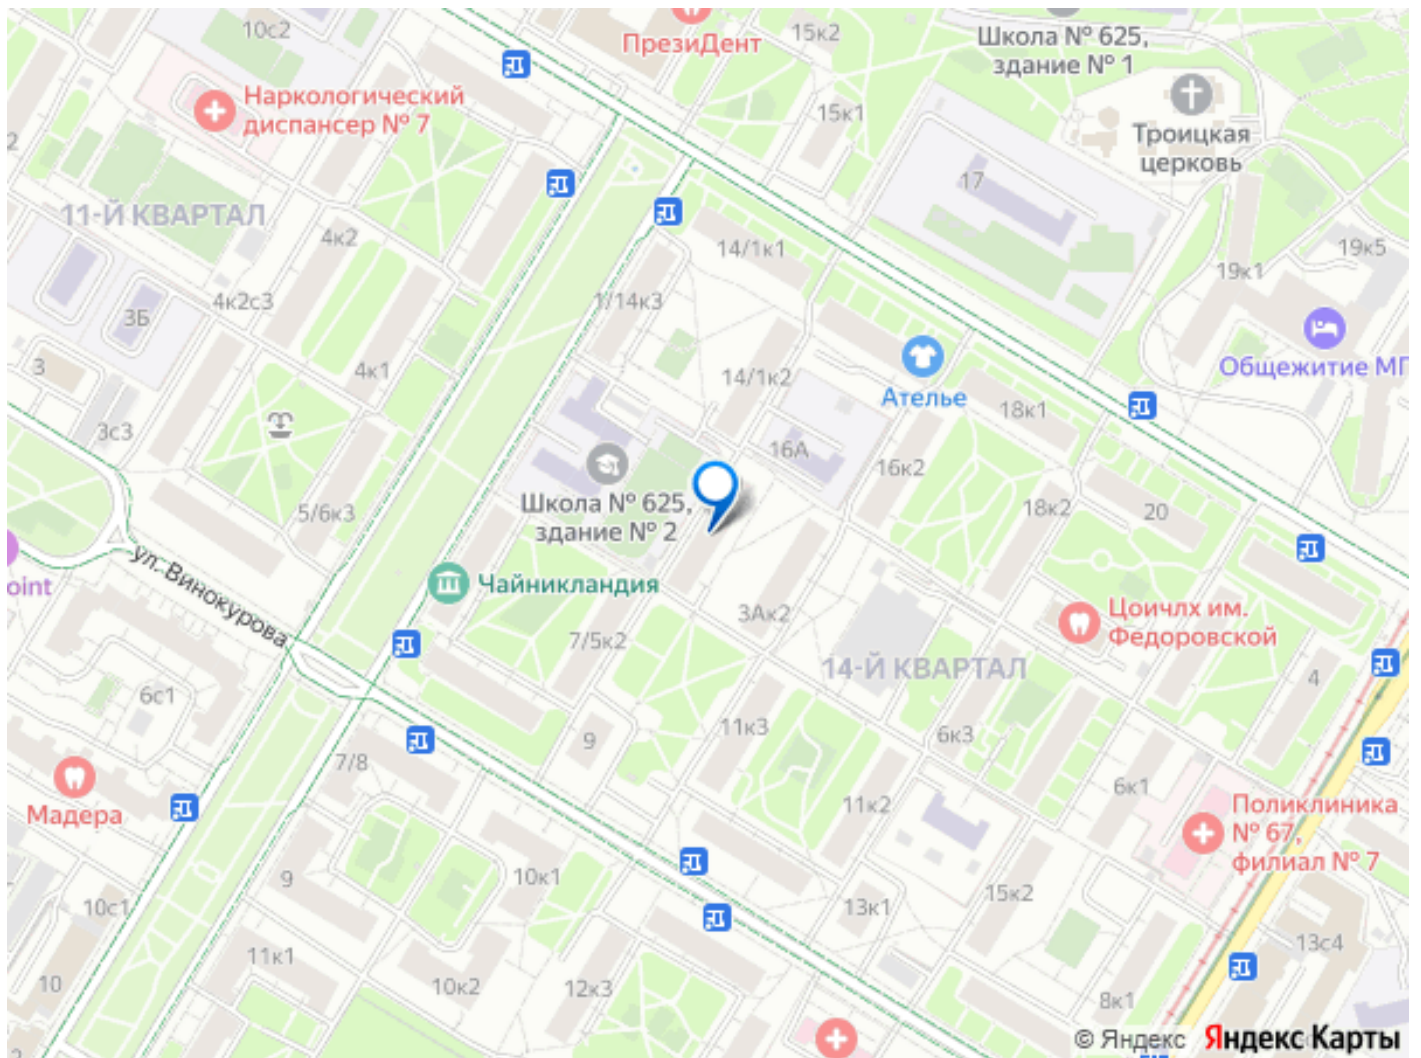 10с2
ПрезиДент
15к2
Школа № 625,
здание № 1
Наркологический
диспансер № 7
15к1
Троицкая
церковь
17
11-Й КВАРТАЛ
4к2
14/1к1
19к5
19к1
4к2с3
1/14к3
3Б
3
4к1
14/1к2
Ателье
Общежитие МГ
18к1
3с3
16А
16к2
5/6к3
Школа № 625,
здание № 2
18к2
20
ул. Винокурова
oint
Чайникландия
3Ак2
Цоичлх им.
Федоровской
7/5к2
14-Й КВАРТАЛ
4
6с1
11к3
6к3
9
7/8
6к1
Мадера
11к2
Поликлиника
№ 67,
филиал № 7
9
10к1
15к2
10с1
13к1
11к1
13с4
10
10к2
12к3
8к1
© Яндекс Яндекс Карты